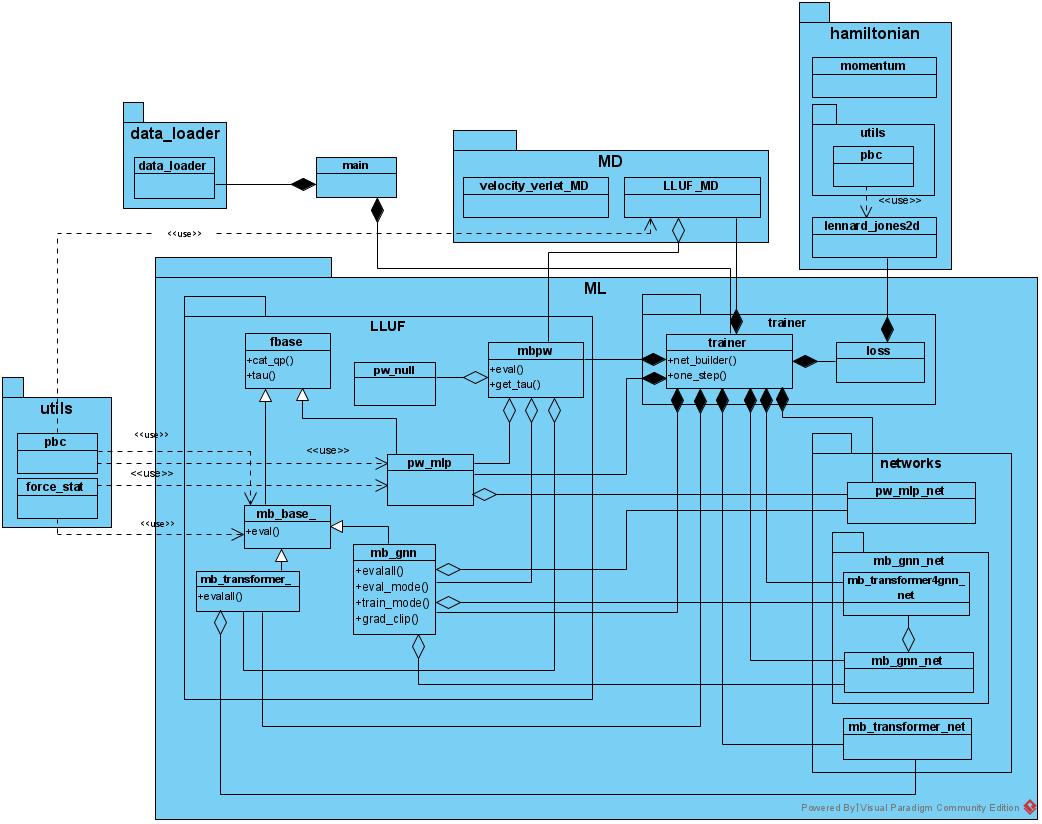 hamiltonian
momentum
utils
pbc
<<use>>
lennard_jones2d
data_loader
data_loader
main
MD
velocity_verlet_MD
LLUF_MD
<<use>>
ML
LLUF
fbase
+cat_qp()
+tau()
pw_null
mbpw
+eval()
+get_tau()
trainer
trainer
+net_builder()
+one_step()
loss
utils
pbc
force_stat
<<use>>
<<use>>
<<use>>
<<use>>
pw_mlp
mb_base_
+eval()
mb_transformer_
+evalall()
mb_gnn
+evalall()
+eval_mode()
+train_mode()
+grad_clip()
networks
pw_mlp_net
mb_gnn_net
mb_transformer4gnn_
net
mb_gnn_net
mb_transformer_net
Powered By Visual Paradigm Community Edition